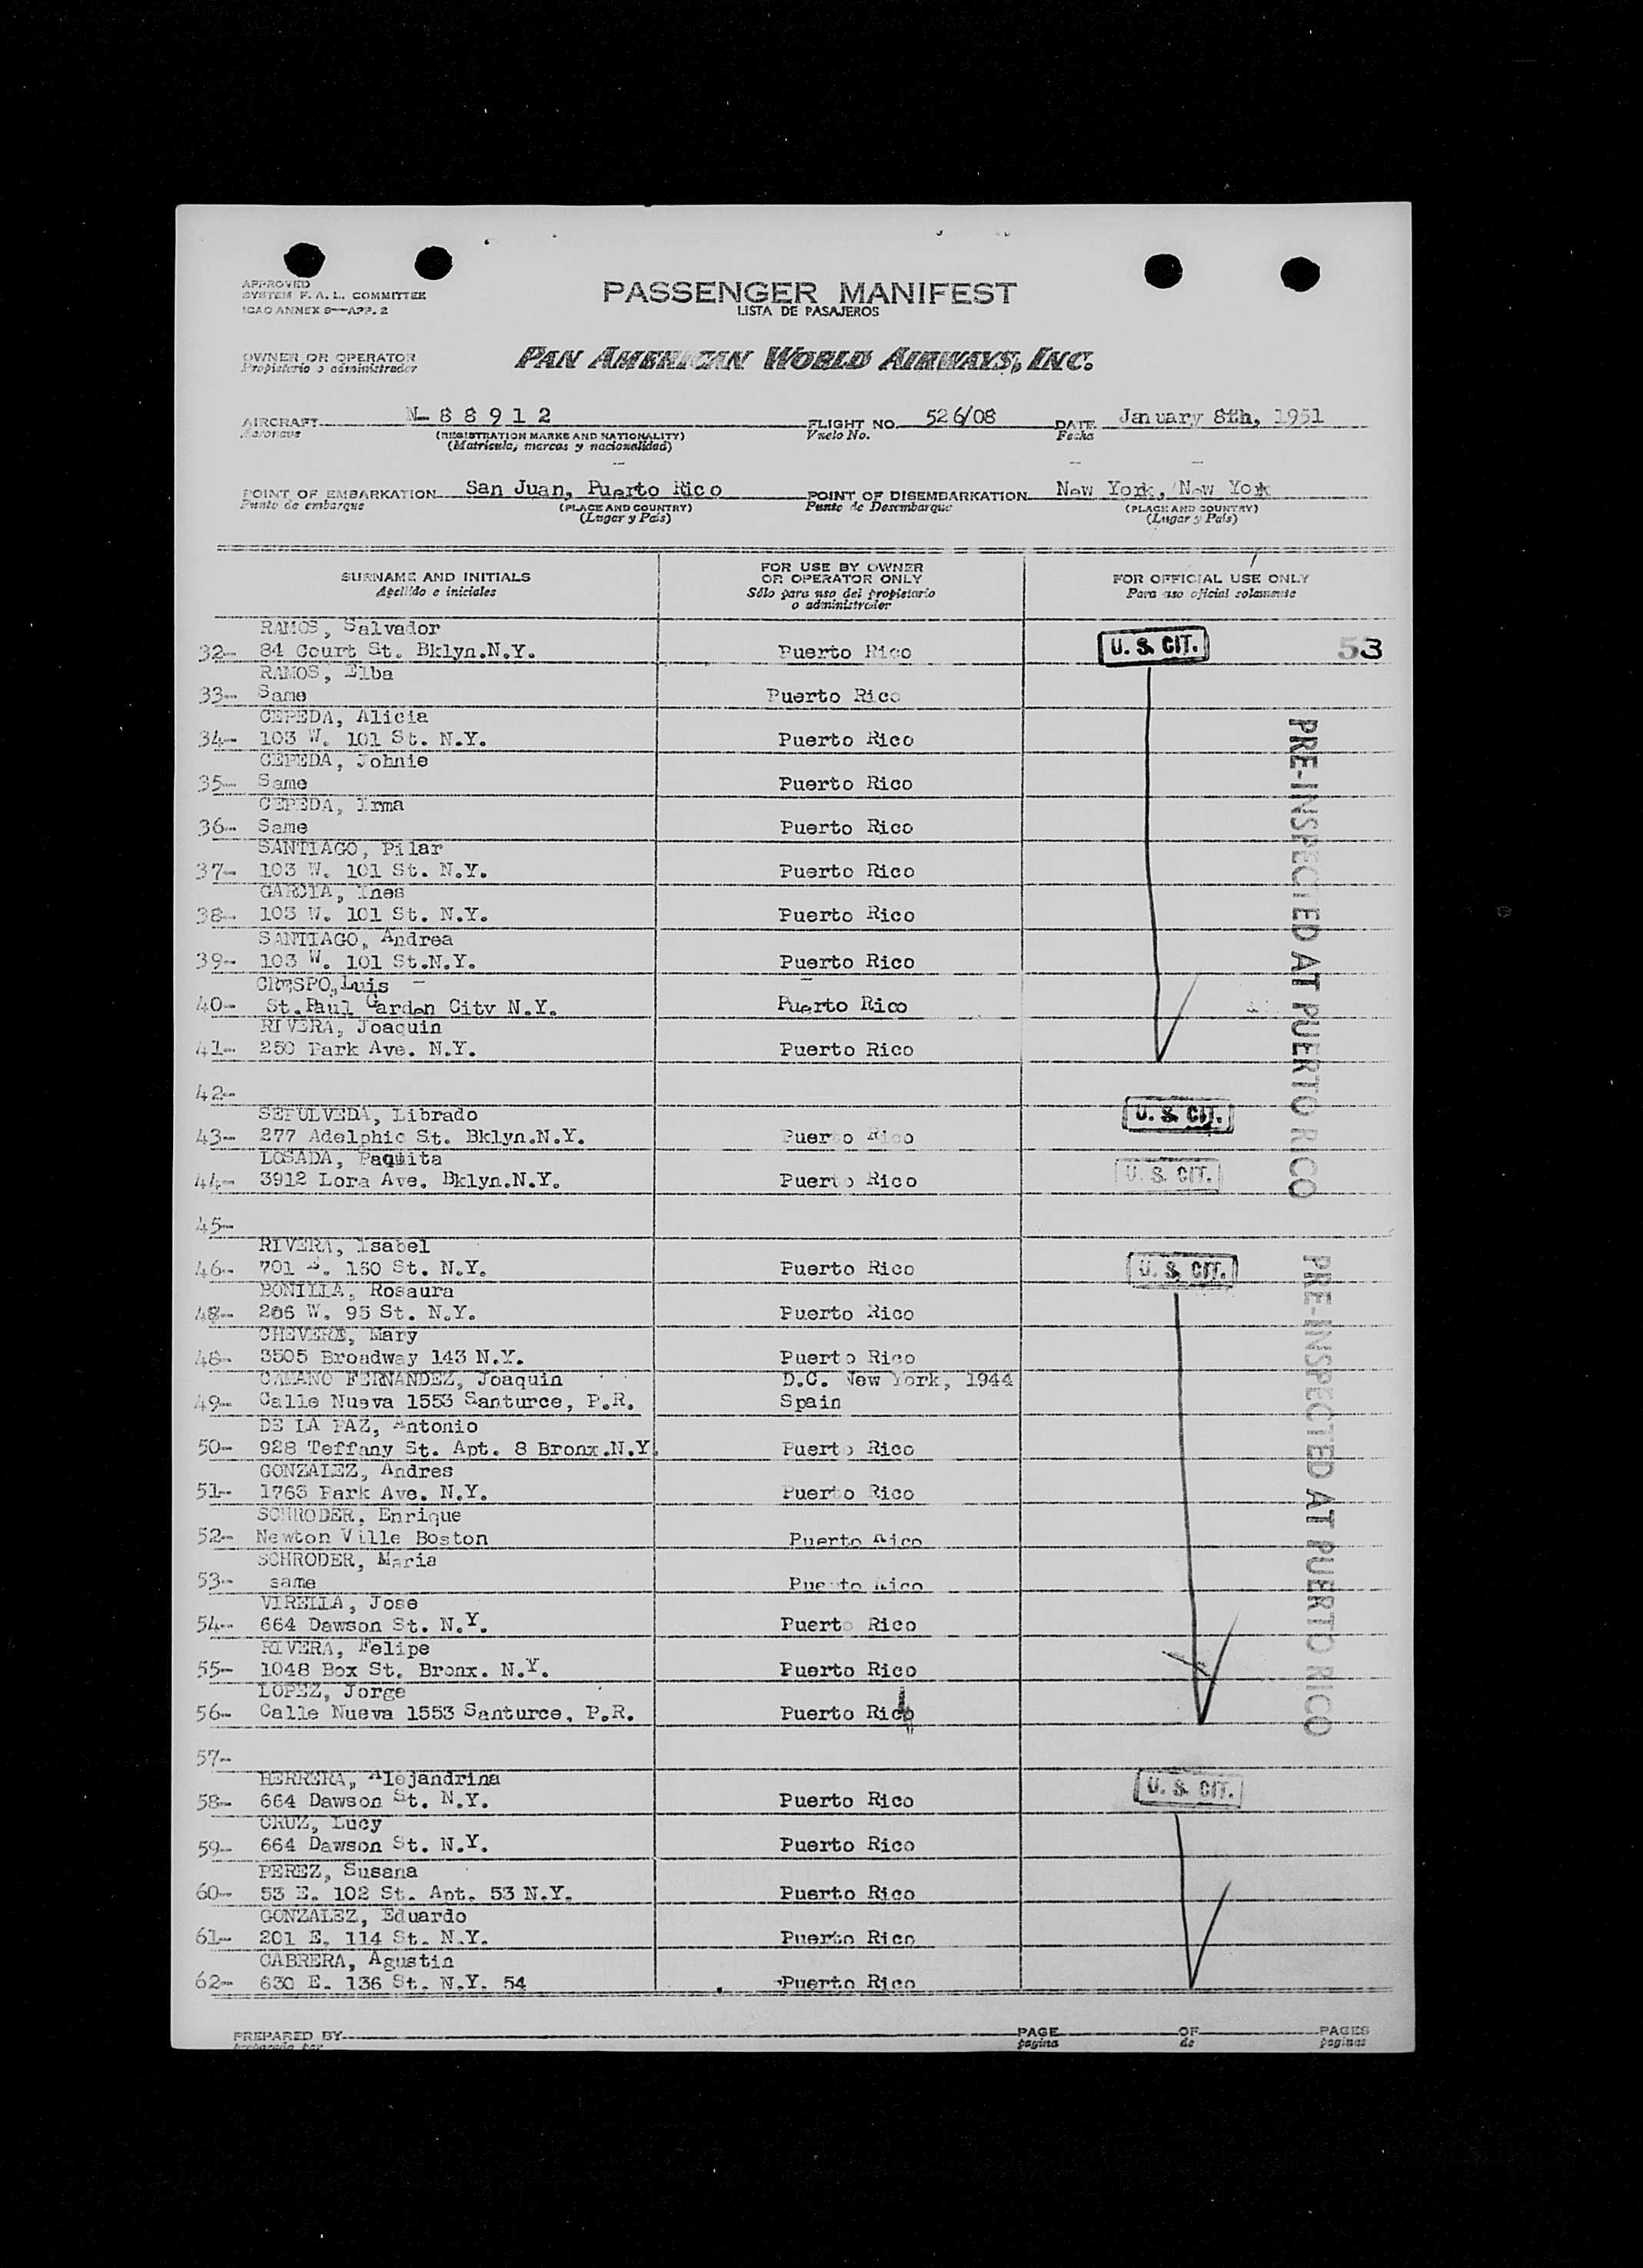 APPROVED
SYSTEM F. A. L. COMMITTEE
ICAO ANNEX 9—APP. 2
PASSENGER MANIFEST
LISTA DE PASAJEROS
OWNER OR OPERATOR
Propietario o administrador
PAN AMERICAN WORLD AIRWAYS, INC.
AIRCRAFT N-88912 FLIGHT NO. 526/08 DATE January 8th, 1951
Aeronave (REGISTRATION MARKS AND NATIONALITY) Vuelo No. Fecha
(Matrícula, marcas y nacionalidad)
POINT OF EMBARKATION San Juan, Puerto Rico POINT OF DISEMBARKATION New York, New York
Punto de embarque (PLACE AND COUNTRY) Punto de Desembarque (PLACE AND COUNTRY)
(Lugar y País) (Lugar y País)
SURNAME AND INITIALS FOR USE BY OWNER OR OPERATOR ONLY FOR OFFICIAL USE ONLY
Apellido e iniciales Sólo para uso del propietario o administrador Para uso oficial solamente
RAMOS, Salvador
32- 84 Court St. Bklyn.N.Y. Puerto Rico U. S. CIT. 53
RAMOS, Elba
33- Same Puerto Rico
CEPEDA, Alicia
34- 103 W. 101 St. N.Y. Puerto Rico
CEPEDA, Johnie
35- Same Puerto Rico
CEPEDA, Irma
36- Same Puerto Rico
SANTIAGO, Pilar
37- 103 W. 101 St. N.Y. Puerto Rico
GARCIA, Ines
38- 103 W. 101 St. N.Y. Puerto Rico
SANTIAGO, Andrea
39- 103 W. 101 St.N.Y. Puerto Rico
CRESPO, Luis
40- St.Paul Garden City N.Y. Puerto Rico
RIVERA, Joaquin
41- 250 Park Ave. N.Y. Puerto Rico
PRE-INSPECTED AT PUERTO RICO
42-
SEPULVEDA, Librado
43- 277 Adelphic St. Bklyn.N.Y. Puerto Rico U. S. CIT.
LOSADA, Paquita
44- 3912 Lora Ave. Bklyn.N.Y. Puerto Rico U. S. CIT.
45-
RIVERA, Isabel
46- 701 E. 160 St. N.Y. Puerto Rico U. S. CIT.
BONILLA, Rosaura
48- 206 W. 95 St. N.Y. Puerto Rico
CHEVERE, Mary
48- 3505 Broadway 143 N.Y. Puerto Rico
FERNANDEZ, Joaquin D.C. New York, 1944
49- Calle Nueva 1553 Santurce, P.R. Spain
DE LA PAZ, Antonio
50- 928 Teffany St. Apt. 8 Bronx.N.Y. Puerto Rico
GONZALEZ, Andres
51- 1763 Park Ave. N.Y. Puerto Rico
SCHRODER, Enrique
52- Newton Ville Boston Puerto Rico
SCHRODER, Maria
53- same Puerto Rico
VIRELLA, Jose
54- 664 Dawson St. N.Y. Puerto Rico
RIVERA, Felipe
55- 1048 Box St. Bronx. N.Y. Puerto Rico
LOPEZ, Jorge
56- Calle Nueva 1553 Santurce, P.R. Puerto Rico
PRE-INSPECTED AT PUERTO RICO
57-
HERRERA, Alejandrina
58- 664 Dawson St. N.Y. Puerto Rico U. S. CIT.
CRUZ, Lucy
59- 664 Dawson St. N.Y. Puerto Rico
PEREZ, Susana
60- 53 E. 102 St. Apt. 53 N.Y. Puerto Rico
GONZALEZ, Eduardo
61- 201 E. 114 St. N.Y. Puerto Rico
CABRERA, Agustin
62- 630 E. 136 St. N.Y. 54 Puerto Rico
PREPARED BY PAGE OF PAGES
preparado por página de páginas